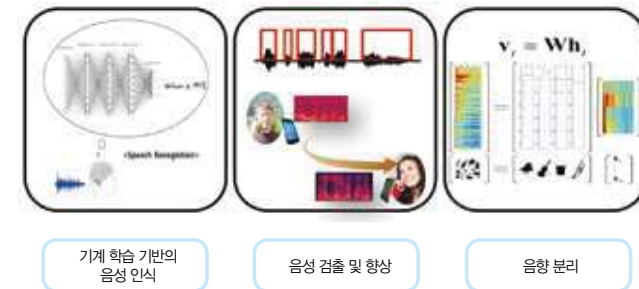 v = Wh
<Speech Recognition>
기계 학습 기반의
음성 인식
음성 검출 및 향상
음향 분리